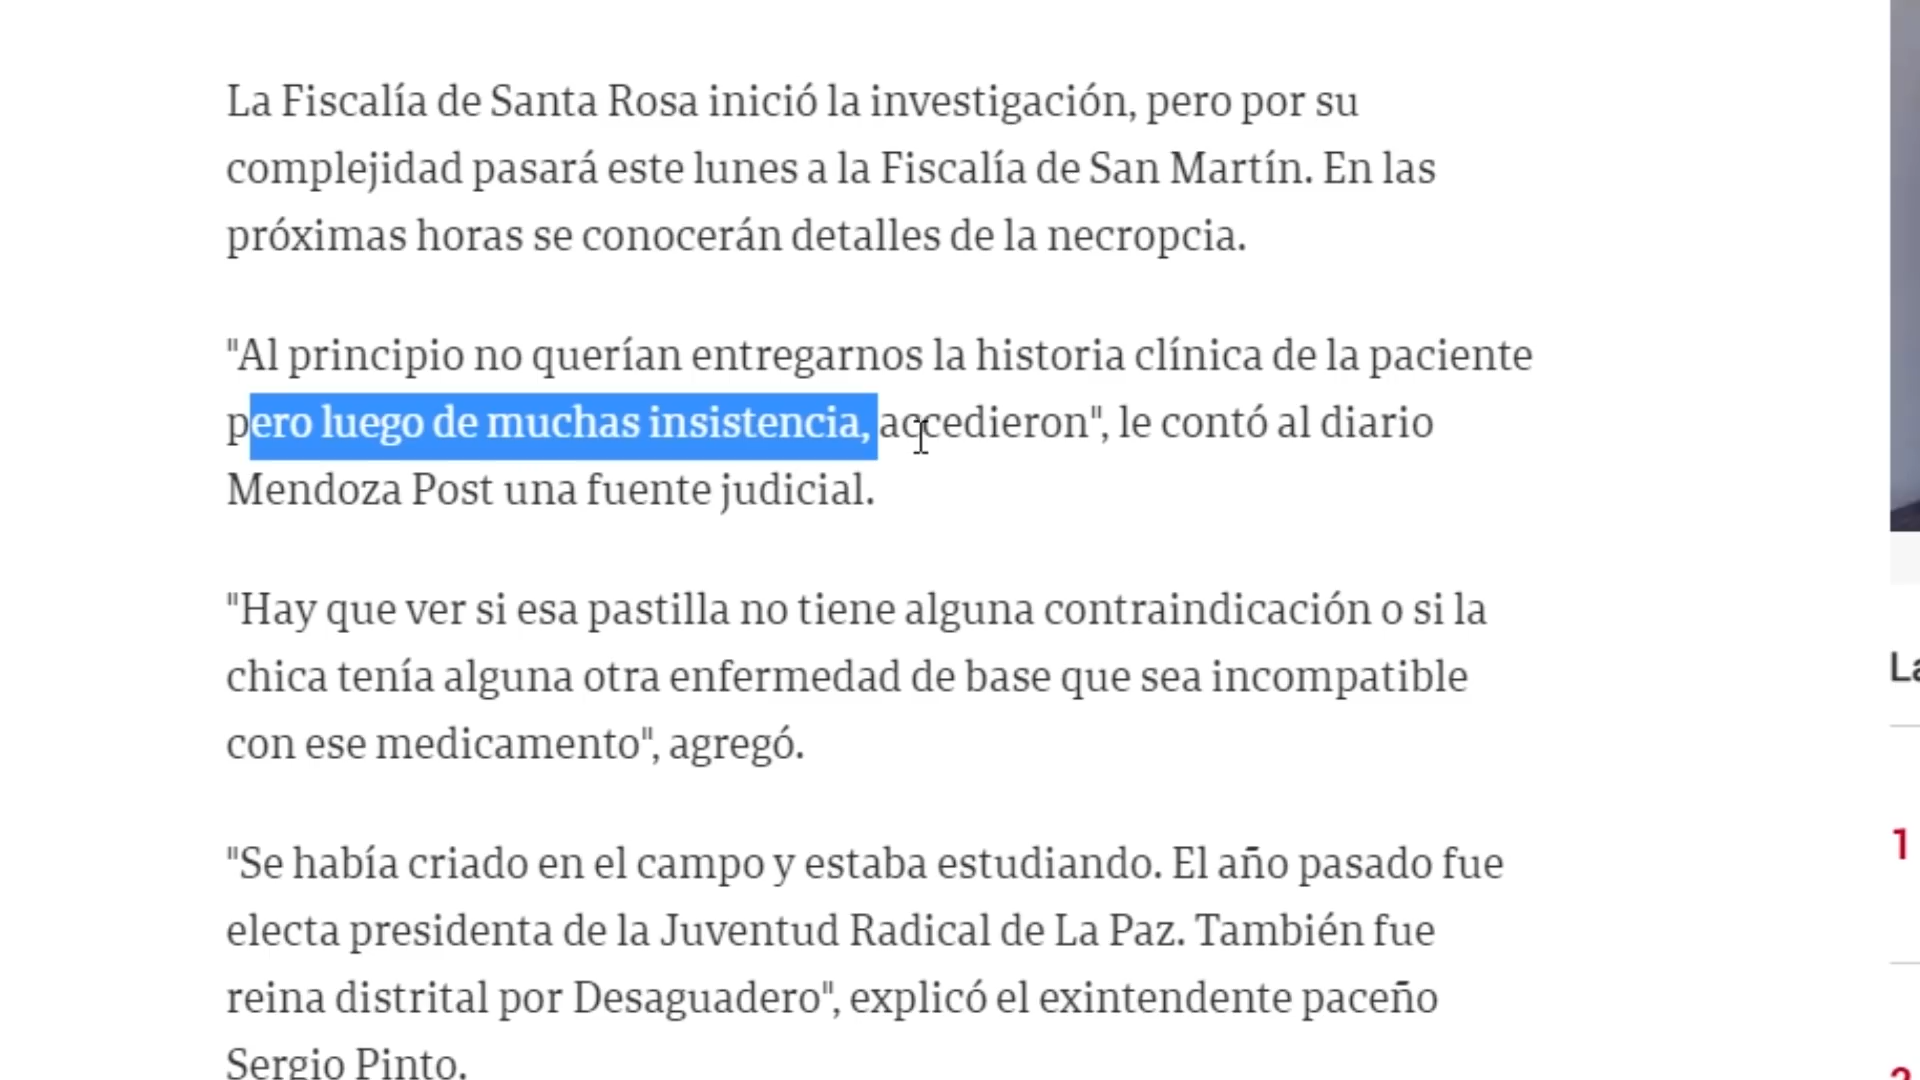 La Fiscalía de Santa Rosa inició la investigación, pero por su
complejidad pasará este lunes a la Fiscalía de San Martín. En las
próximas horas se conocerán detalles de la necropcia.
"Al principio no querían entregarnos la historia clínica de la paciente
pero luego de muchas insistencia, accedieron", le contó al diario
Mendoza Post una fuente judicial.
"Hay que ver si esa pastilla no tiene alguna contraindicación o si la
chica tenía alguna otra enfermedad de base que sea incompatible
con ese medicamento", agregó.
"Se había criado en el campo y estaba estudiando. El año pasado fue
electa presidenta de la Juventud Radical de La Paz. También fue
reina distrital por Desaguadero", explicó el exintendente paceño
Sergio Pinto.
La
1